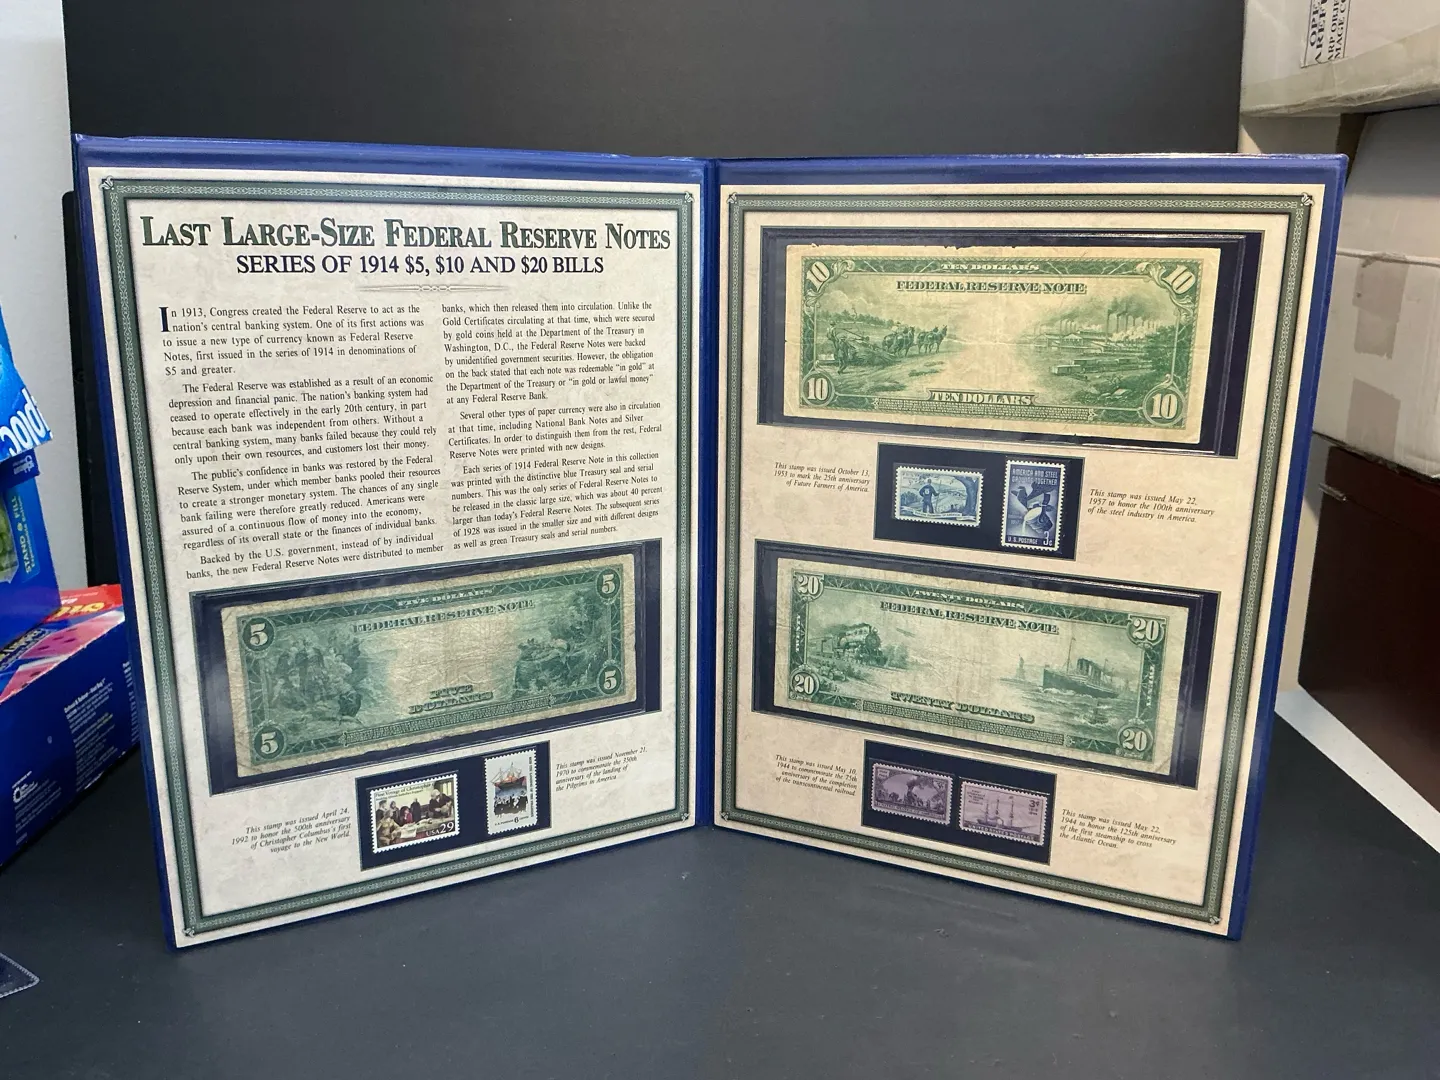 LAST LARGE-SIZE FEDERAL RESERVE NOTES
SERIES OF 1914 $5, $10 AND $20 BILLS
In 1913, Congress created the Federal Reserve to act as the
nation's central banking system. One of its first actions was
to issue a new type of currency known as Federal Reserve
Notes, first issued in the series of 1914 in denominations of
$5 and greater.
The Federal Reserve was established as a result of an economic
depression and financial panic. The nation's banking system had
ceased to operate effectively in the early 20th century, in part
because each bank was independent from others. Without a
central banking system, many banks failed because they could rely
only upon their own resources, and customers lost their money.
The public's confidence in banks was restored by the Federal
Reserve System, under which member banks pooled their resources
to create a stronger monetary system. The chances of any single
bank failing were therefore greatly reduced. Americans were
assured of a continuous flow of money into the economy,
regardless of its overall state or the finances of individual banks.
Backed by the U.S. government, instead of by individual
banks, the new Federal Reserve Notes were distributed to member
banks, which then released them into circulation. Unlike the
Gold Certificates circulating at that time, which were secured
by gold coins held at the Department of the Treasury in
Washington, D.C., the Federal Reserve Notes were backed
by unidentified government securities. However, the obligation
on the back stated that each note was redeemable "in gold" at
the Department of the Treasury or "in gold or lawful money"
at any Federal Reserve Bank.
Several other types of paper currency were also in circulation
at that time, including National Bank Notes and Silver
Certificates. In order to distinguish them from the rest, Federal
Reserve Notes were printed with new designs.
Each series of 1914 Federal Reserve Note in this collection
was printed with the distinctive blue Treasury seal and serial
numbers. This was the only series of Federal Reserve Notes to
be released in the classic large size, which was about 40 percent
larger than today's Federal Reserve Notes. The subsequent series
of 1928 was issued in the smaller size and with different designs
as well as green Treasury seals and serial numbers.
5 FIVE DOLLARS 5
FEDERAL RESERVE NOTE
FIVE
DOLLARS
5 5
This stamp was issued April 24,
1992 to honor the 500th anniversary
of Christopher Columbus's first
voyage to the New World.
USA 29
This stamp was issued November 21,
1970 to commemorate the 350th
anniversary of the landing of
the Pilgrims in America.
10 TEN DOLLARS 10
FEDERAL RESERVE NOTE
10 TEN DOLLARS 10
This stamp was issued October 13,
1953 to mark the 25th anniversary
of Future Farmers of America.
AMERICA AND STEEL
GROWING TOGETHER
1857 1957
3¢
U.S. POSTAGE
This stamp was issued May 22,
1957 to honor the 100th anniversary
of the steel industry in America.
20 TWENTY DOLLARS 20
FEDERAL RESERVE NOTE
20 TWENTY DOLLARS 20
This stamp was issued May 10,
1944 to commemorate the 75th
anniversary of the completion
of the transcontinental railroad
3¢
This stamp was issued May 22,
1944 to honor the 125th anniversary
of the first steamship to cross
the Atlantic Ocean.
STAND & FILL